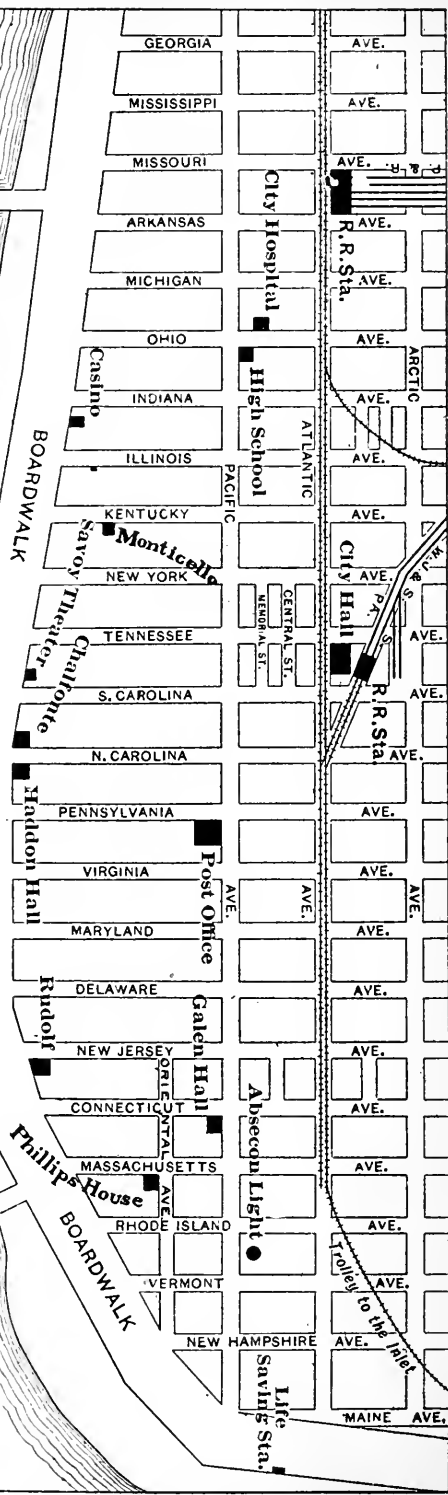 GEORGIA AVE.
MISSISSIPPI AVE.
MISSOURI AVE.
P. & R.
R.R.Sta.
City Hospital
ARKANSAS AVE.
MICHIGAN AVE.
OHIO AVE.
ARCTIC
High School
Casino
INDIANA AVE.
ATLANTIC
BOARDWALK
ILLINOIS AVE.
PACIFIC
KENTUCKY AVE.
Monticello
W.J. & S.
City Hall
NEW YORK AVE.
PA. S.
Savoy Theater
CENTRAL ST.
MEMORIAL ST.
TENNESSEE AVE.
R.R.Sta.
Chalfonte
S. CAROLINA AVE.
N. CAROLINA AVE.
Haddon Hall
PENNSYLVANIA AVE.
Post Office
VIRGINIA AVE.
AVE.
AVE.
AVE.
MARYLAND AVE.
Rudolf
DELAWARE AVE.
Galen Hall
NEW JERSEY AVE.
ORIENTAL AVE.
Absecon Light
CONNECTICUT AVE.
Phillips House
MASSACHUSETTS AVE.
BOARDWALK
RHODE ISLAND AVE.
Trolley to the Inlet
VERMONT AVE.
NEW HAMPSHIRE AVE.
Life
Saving Sta.
MAINE AVE.